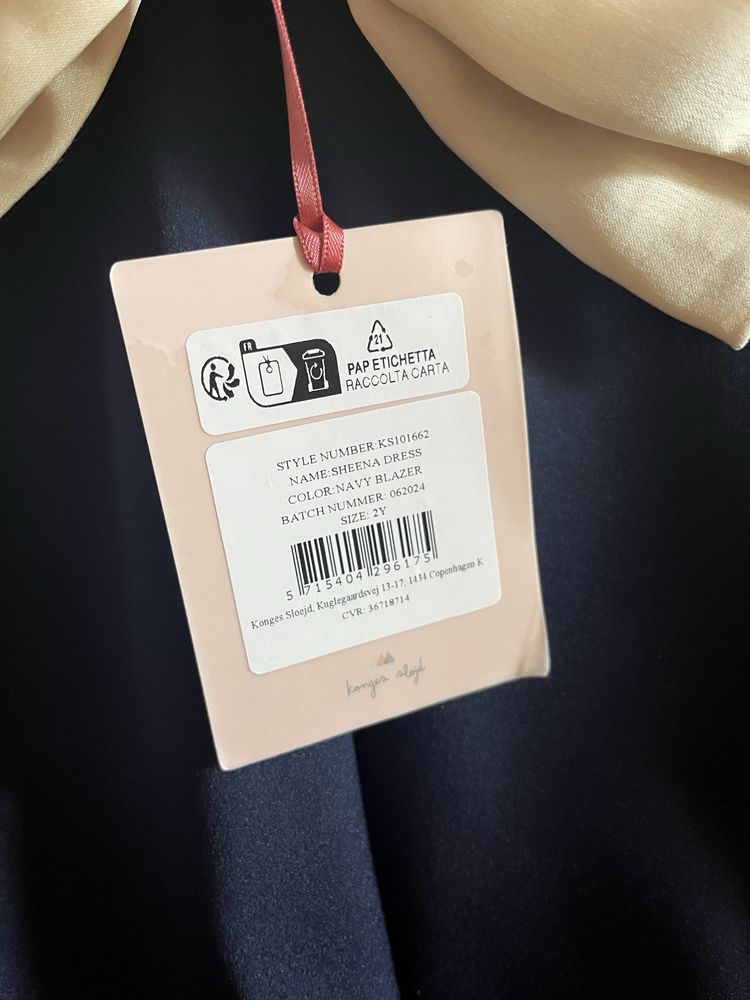 FR
21
PAP ETICHETTA
RACCOLTA CARTA
STYLE NUMBER:KS101662
NAME:SHEENA DRESS
COLOR:NAVY BLAZER
BATCH NUMMER: 062024
SIZE: 2Y
5 715404 296175
Konges Sloejd, Kuglegaardsvej 13-17, 1434 Copenhagen K
CVR: 36718714
konges sløjd